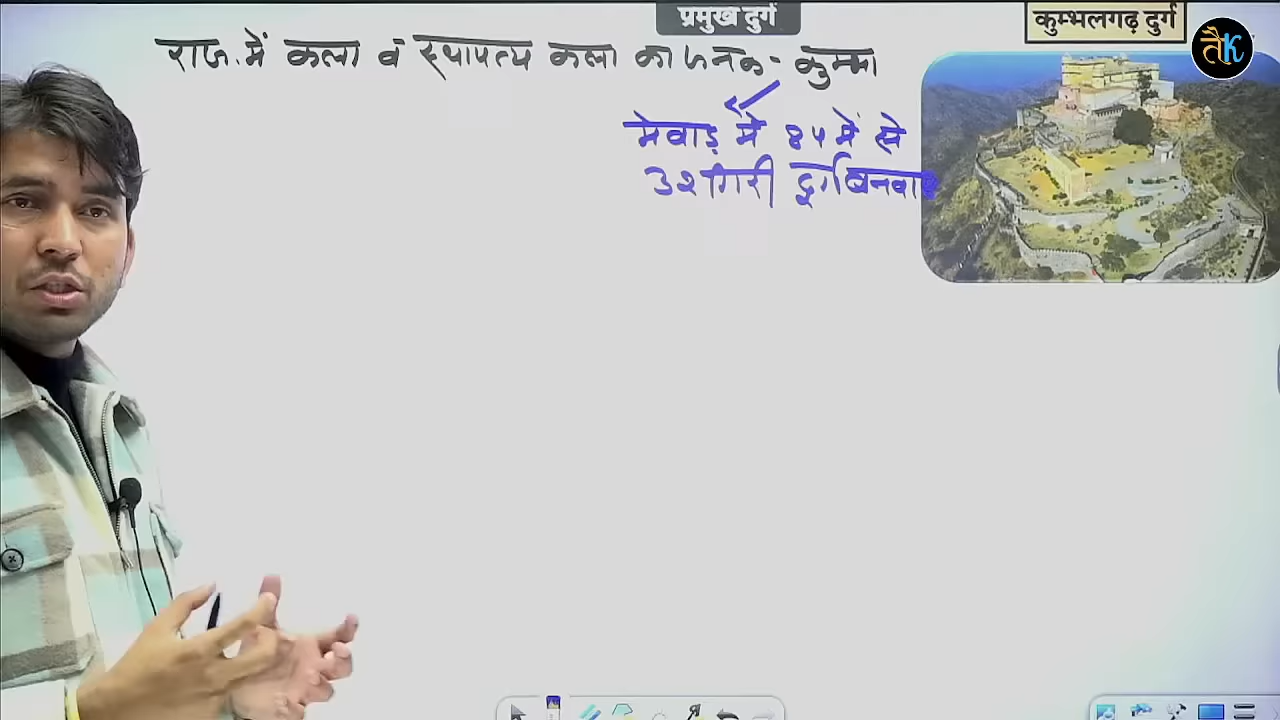 प्रमुख दुर्ग
कुम्भलगढ़ दुर्ग
तैK
राज. में कला व स्थापत्य कला का जनक - कुम्भा
मेवाड़ में 84 में से
32 गिरी दुर्ग बनवाए